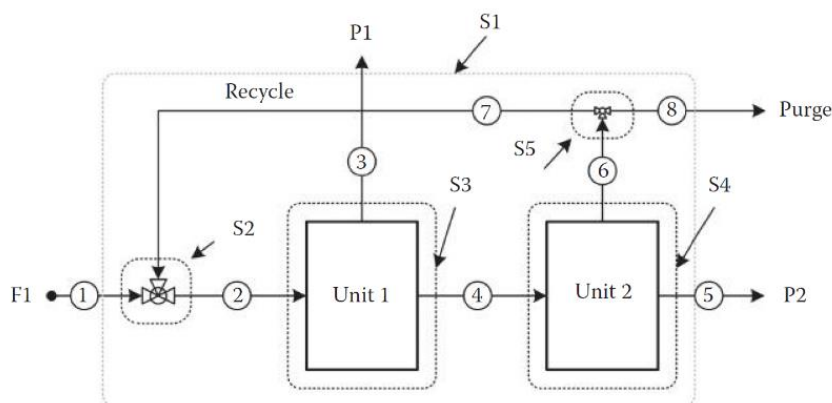 P1
S1
Recycle
7
8
Purge
S5
3
6
S3
S4
S2
F1
1
2
Unit 1
4
Unit 2
5
P2